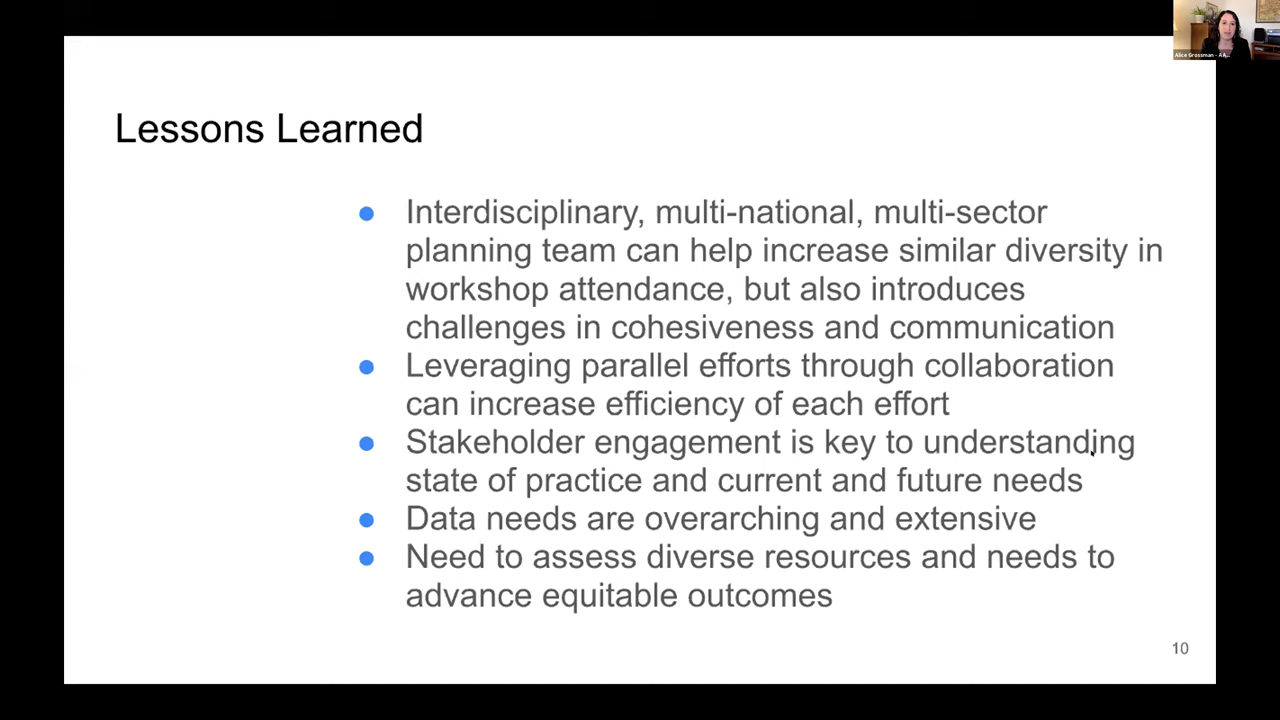 Alice Grossman - AA...
Lessons Learned
● Interdisciplinary, multi-national, multi-sector
planning team can help increase similar diversity in
workshop attendance, but also introduces
challenges in cohesiveness and communication
● Leveraging parallel efforts through collaboration
can increase efficiency of each effort
● Stakeholder engagement is key to understanding
state of practice and current and future needs
● Data needs are overarching and extensive
● Need to assess diverse resources and needs to
advance equitable outcomes
10